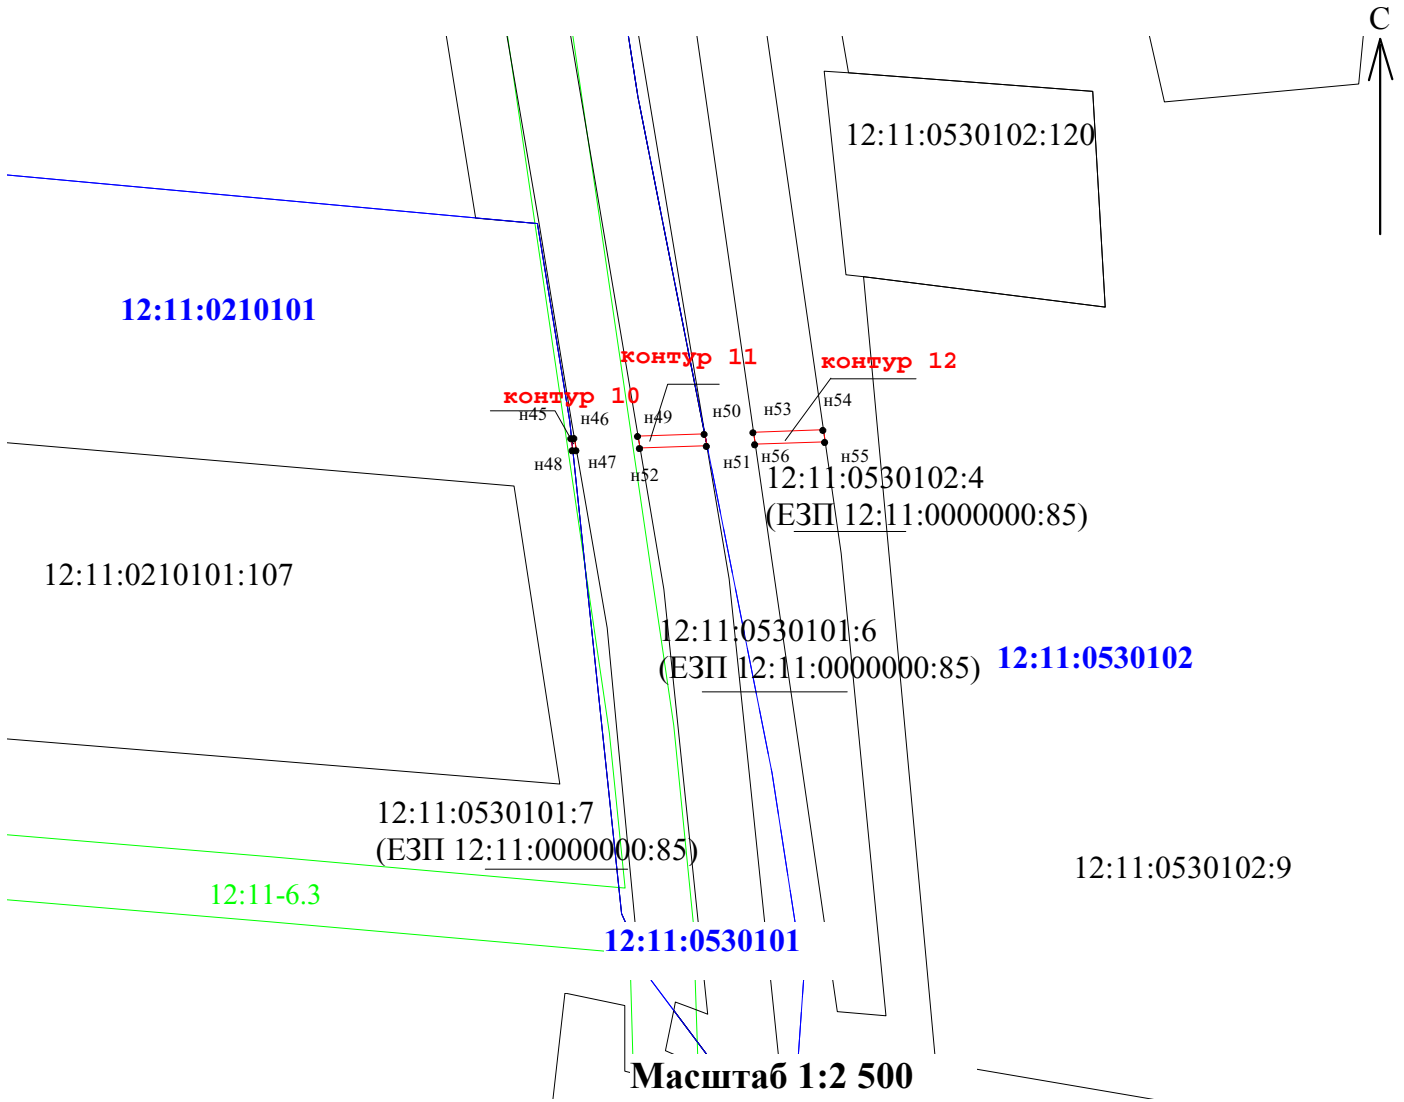 С
12:11:0530102:120
12:11:0210101
контур 11
контур 12
контур 10
н45
н46
н49
н50
н53
н54
н48
н47
н52
н51
н56
н55
12:11:0530102:4
(ЕЗП 12:11:0000000:85)
12:11:0210101:107
12:11:0530101:6
(ЕЗП 12:11:0000000:85)
12:11:0530102
12:11:0530101:7
(ЕЗП 12:11:0000000:85)
12:11:0530102:9
12:11-6.3
12:11:0530101
Масштаб 1:2 500